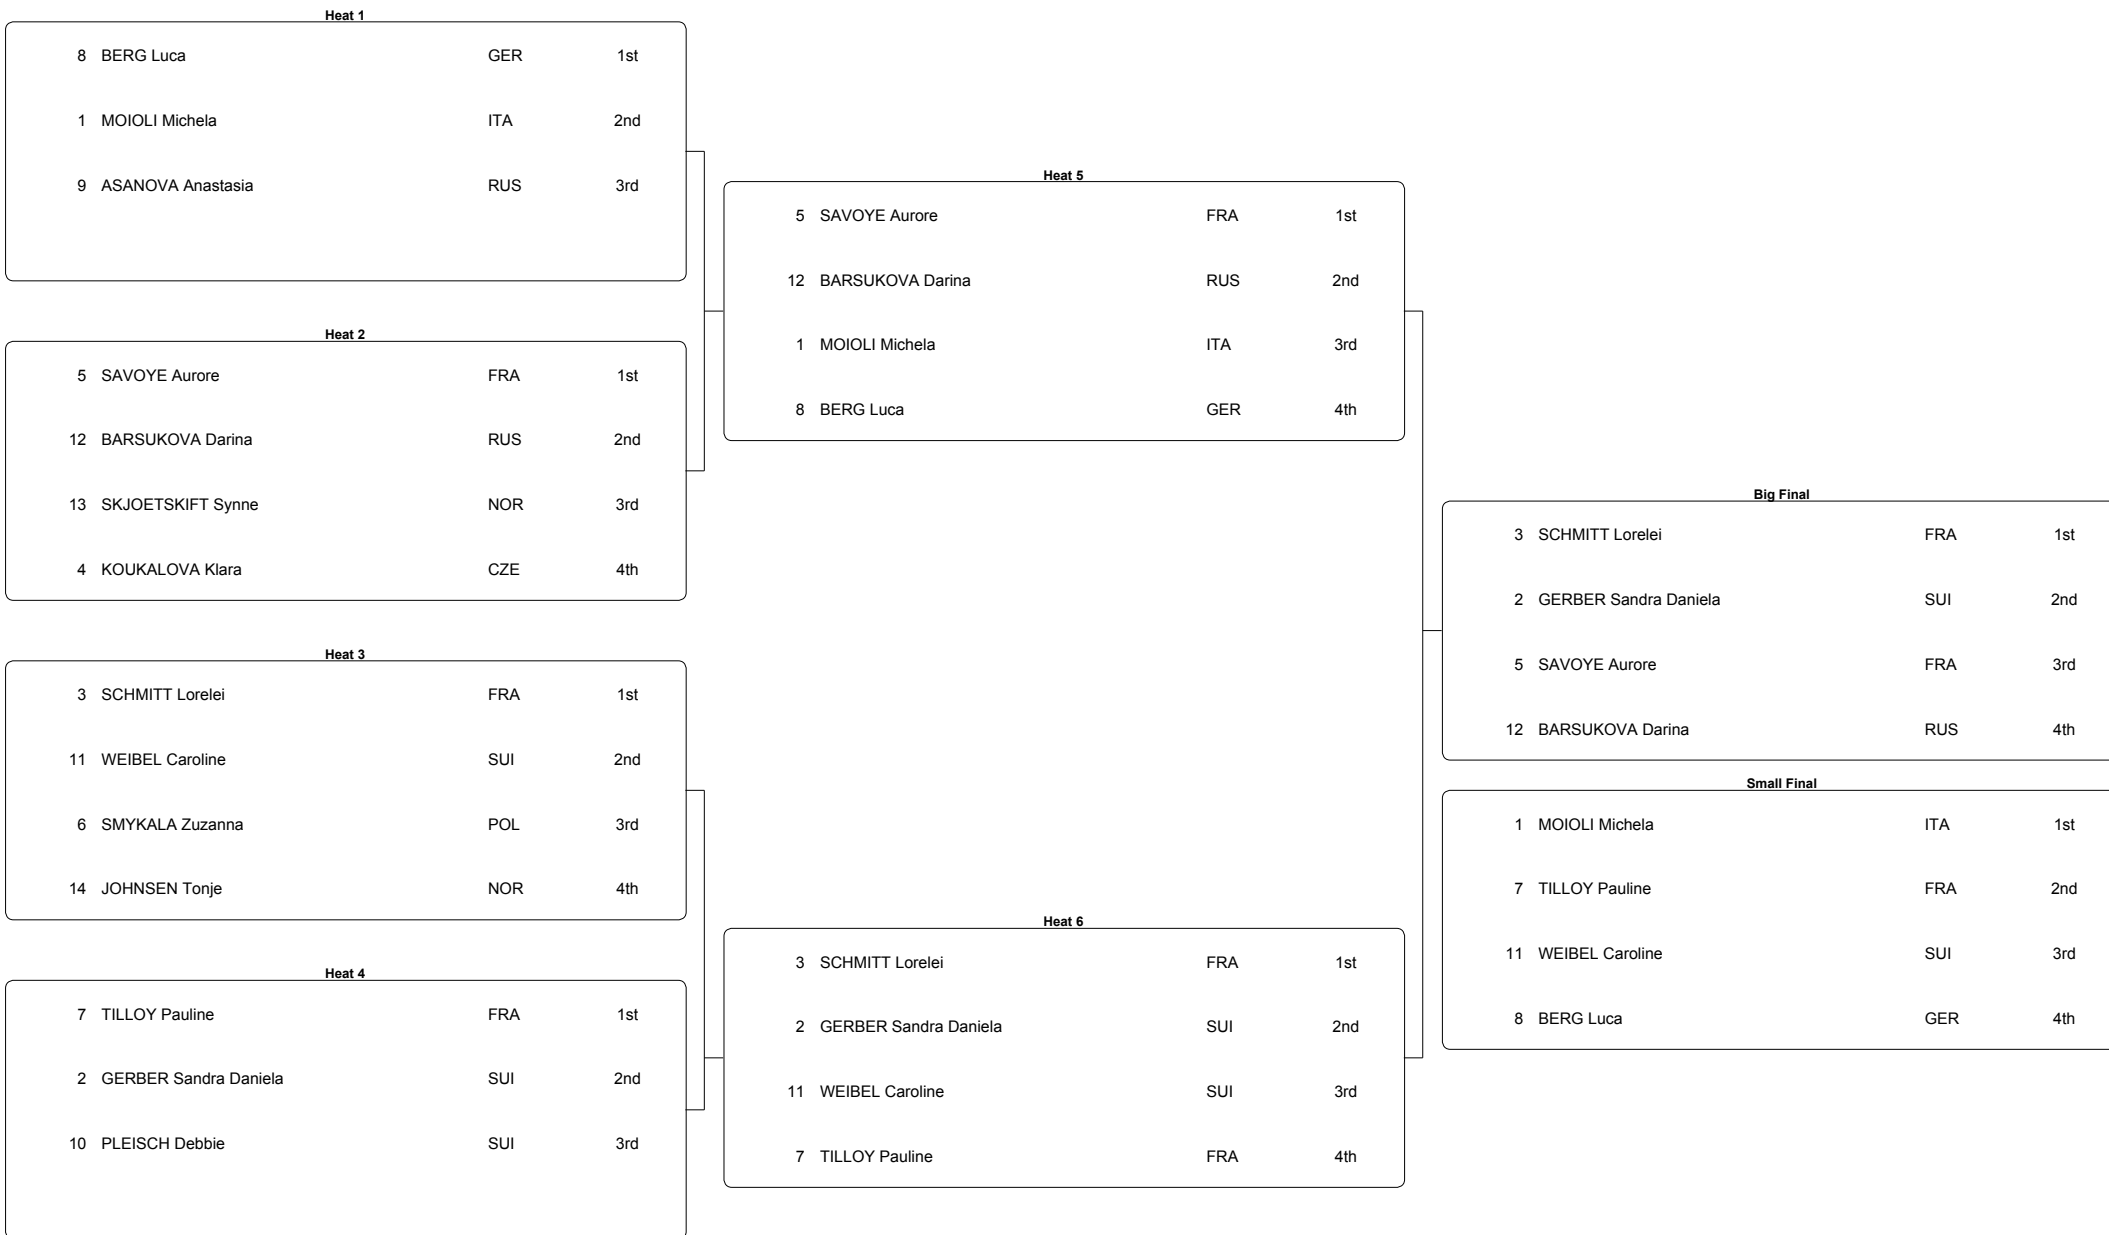 Heat 1
8 BERG Luca GER 1st
1 MOIOLI Michela ITA 2nd
9 ASANOVA Anastasia RUS 3rd
Heat 2
5 SAVOYE Aurore FRA 1st
12 BARSUKOVA Darina RUS 2nd
13 SKJOETSKIFT Synne NOR 3rd
4 KOUKALOVA Klara CZE 4th
Heat 3
3 SCHMITT Lorelei FRA 1st
11 WEIBEL Caroline SUI 2nd
6 SMYKALA Zuzanna POL 3rd
14 JOHNSEN Tonje NOR 4th
Heat 4
7 TILLOY Pauline FRA 1st
2 GERBER Sandra Daniela SUI 2nd
10 PLEISCH Debbie SUI 3rd
Heat 5
5 SAVOYE Aurore FRA 1st
12 BARSUKOVA Darina RUS 2nd
1 MOIOLI Michela ITA 3rd
8 BERG Luca GER 4th
Heat 6
3 SCHMITT Lorelei FRA 1st
2 GERBER Sandra Daniela SUI 2nd
11 WEIBEL Caroline SUI 3rd
7 TILLOY Pauline FRA 4th
Big Final
3 SCHMITT Lorelei FRA 1st
2 GERBER Sandra Daniela SUI 2nd
5 SAVOYE Aurore FRA 3rd
12 BARSUKOVA Darina RUS 4th
Small Final
1 MOIOLI Michela ITA 1st
7 TILLOY Pauline FRA 2nd
11 WEIBEL Caroline SUI 3rd
8 BERG Luca GER 4th